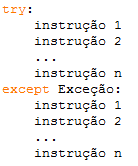 try:
    instrução 1
    instrução 2
    ...
    instrução n
except Exceção:
    instrução 1
    instrução 2
    ...
    instrução n